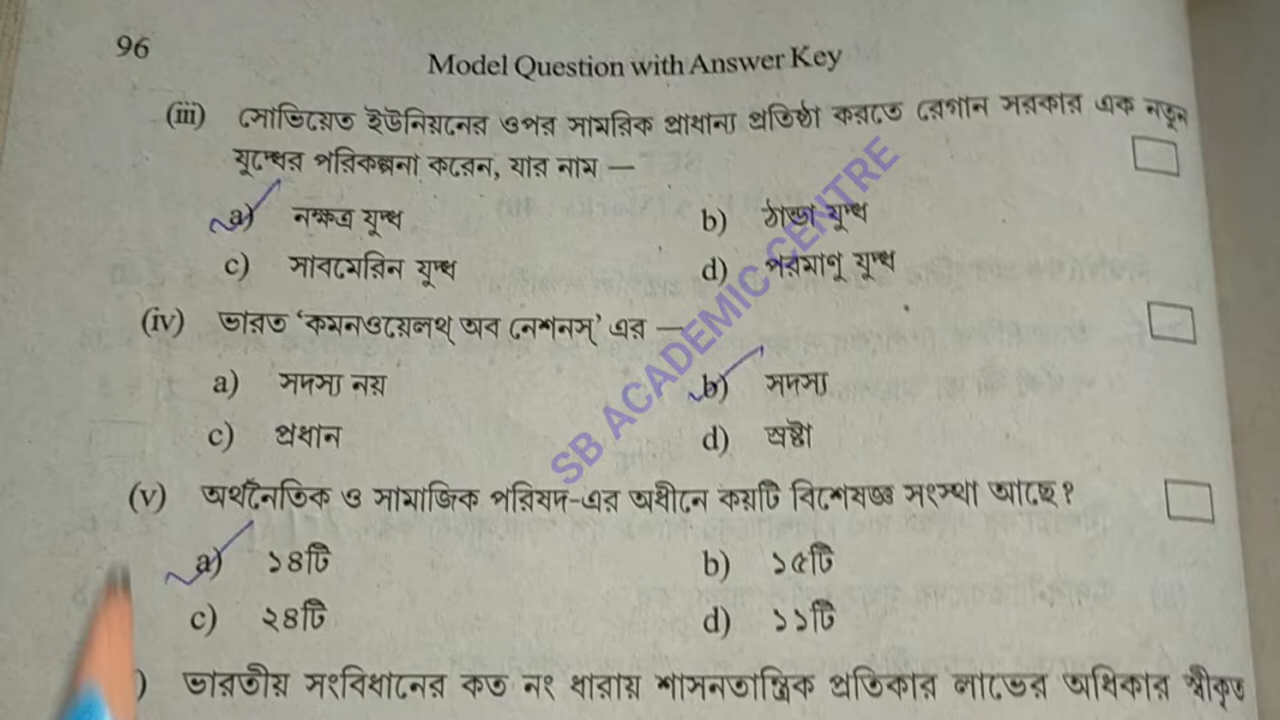 96
Model Question with Answer Key
(iii) সোভিয়েত ইউনিয়নের ওপর সামরিক প্রাধান্য প্রতিষ্ঠা করতে রেগান সরকার এক নতুন
যুদ্ধের পরিকল্পনা করেন, যার নাম —
a) নক্ষত্র যুদ্ধ b) ঠান্ডা যুদ্ধ
c) সাবমেরিন যুদ্ধ d) পরমাণু যুদ্ধ
(iv) ভারত ‘কমনওয়েলথ্ অব নেশনস্’ এর —
a) সদস্য নয় b) সদস্য
c) প্রধান d) স্রষ্টা
(v) অর্থনৈতিক ও সামাজিক পরিষদ-এর অধীনে কয়টি বিশেষজ্ঞ সংস্থা আছে?
a) ১৪টি b) ১৫টি
c) ২৪টি d) ১১টি
) ভারতীয় সংবিধানের কত নং ধারায় শাসনতান্ত্রিক প্রতিকার লাভের অধিকার স্বীকৃত
SB ACADEMIC CENTRE